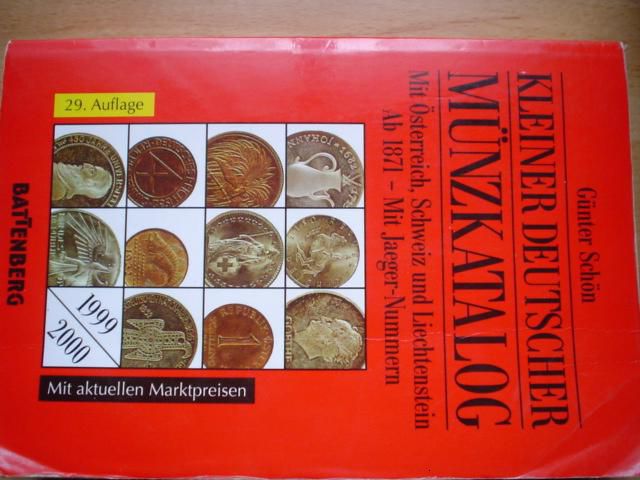 Günter Schön
KLEINER DEUTSCHER
MÜNZKATALOG
Mit Österreich, Schweiz und Liechtenstein
Ab 1871 – Mit Jaeger-Nummern
29. Auflage
1999
2000
Mit aktuellen Marktpreisen
BATTENBERG